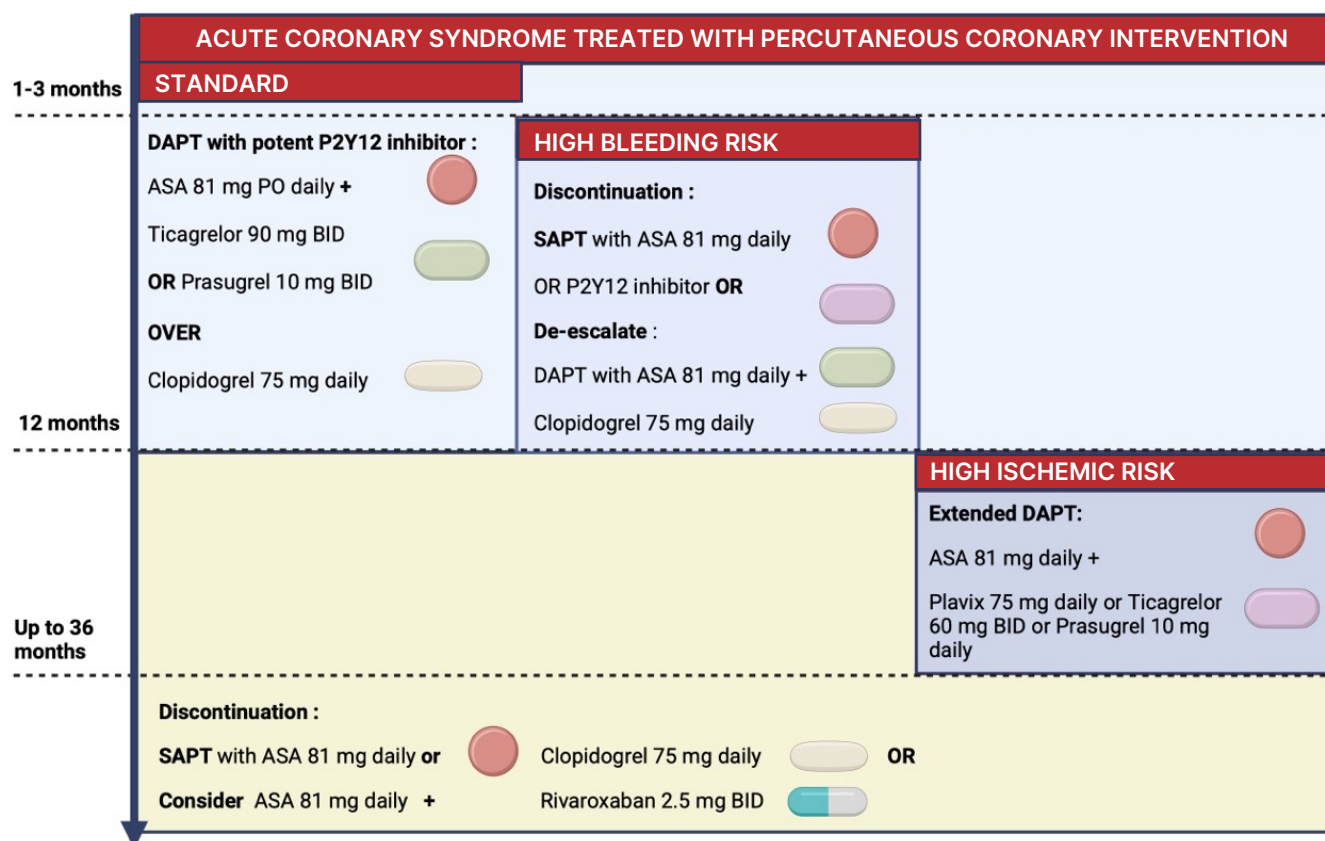 ACUTE CORONARY SYNDROME TREATED WITH PERCUTANEOUS CORONARY INTERVENTION
1-3 months
STANDARD
DAPT with potent P2Y12 inhibitor :
ASA 81 mg PO daily +
Ticagrelor 90 mg BID
OR Prasugrel 10 mg BID
OVER
Clopidogrel 75 mg daily
HIGH BLEEDING RISK
Discontinuation :
SAPT with ASA 81 mg daily
OR P2Y12 inhibitor OR
De-escalate :
DAPT with ASA 81 mg daily +
Clopidogrel 75 mg daily
12 months
HIGH ISCHEMIC RISK
Extended DAPT:
ASA 81 mg daily +
Plavix 75 mg daily or Ticagrelor
60 mg BID or Prasugrel 10 mg
daily
Up to 36
months
Discontinuation :
SAPT with ASA 81 mg daily or Clopidogrel 75 mg daily OR
Consider ASA 81 mg daily + Rivaroxaban 2.5 mg BID